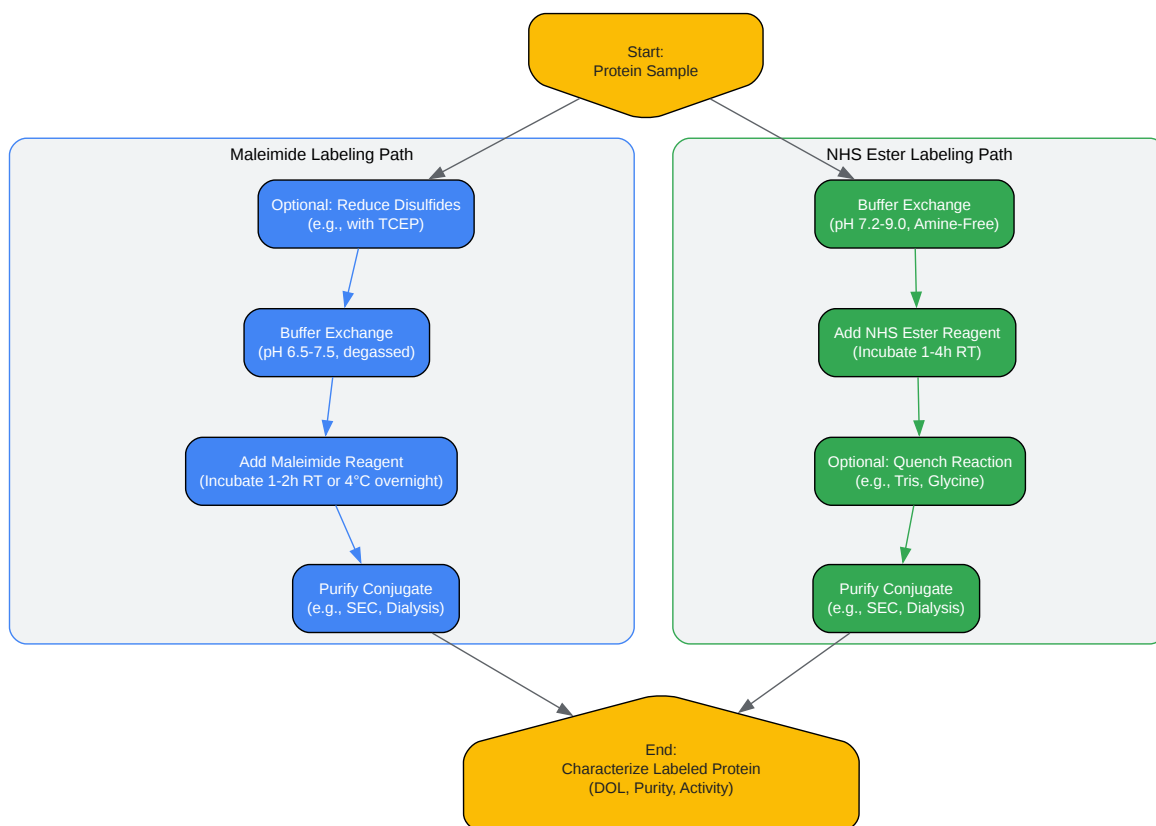 Start:
Protein Sample
Maleimide Labeling Path
Optional: Reduce Disulfides
(e.g., with TCEP)
Buffer Exchange
(pH 6.5-7.5, degassed)
Add Maleimide Reagent
(Incubate 1-2h RT or 4°C overnight)
Purify Conjugate
(e.g., SEC, Dialysis)
NHS Ester Labeling Path
Buffer Exchange
(pH 7.2-9.0, Amine-Free)
Add NHS Ester Reagent
(Incubate 1-4h RT)
Optional: Quench Reaction
(e.g., Tris, Glycine)
Purify Conjugate
(e.g., SEC, Dialysis)
End:
Characterize Labeled Protein
(DOL, Purity, Activity)